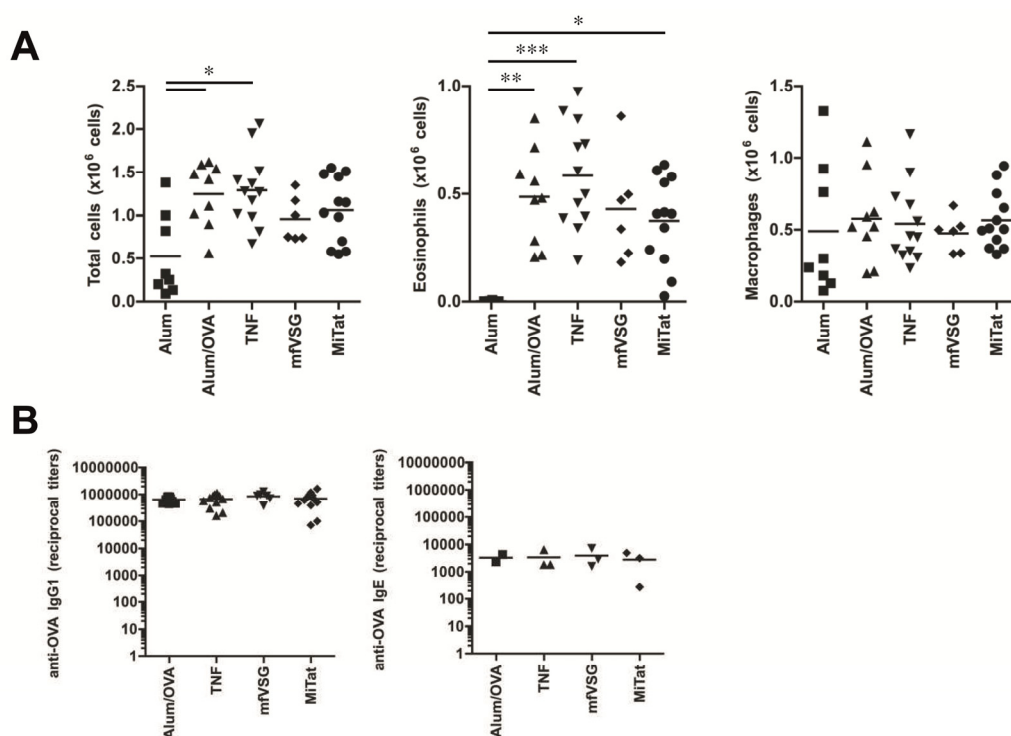 A
Total cells (x10⁶ cells)
2.5
2.0
1.5
1.0
0.5
0.0
*
Alum
Alum/OVA
TNF
mfVSG
MiTat
Eosinophils (x10⁶ cells)
1.0
0.5
0.0
*
***
**
Alum
Alum/OVA
TNF
mfVSG
MiTat
Macrophages (x10⁶ cells)
1.5
1.0
0.5
0.0
Alum
Alum/OVA
TNF
mfVSG
MiTat
B
anti-OVA IgG1 (reciprocal titers)
10000000
1000000
100000
10000
1000
100
10
1
Alum/OVA
TNF
mfVSG
MiTat
anti-OVA IgE (reciprocal titers)
10000000
1000000
100000
10000
1000
100
10
1
Alum/OVA
TNF
mfVSG
MiTat